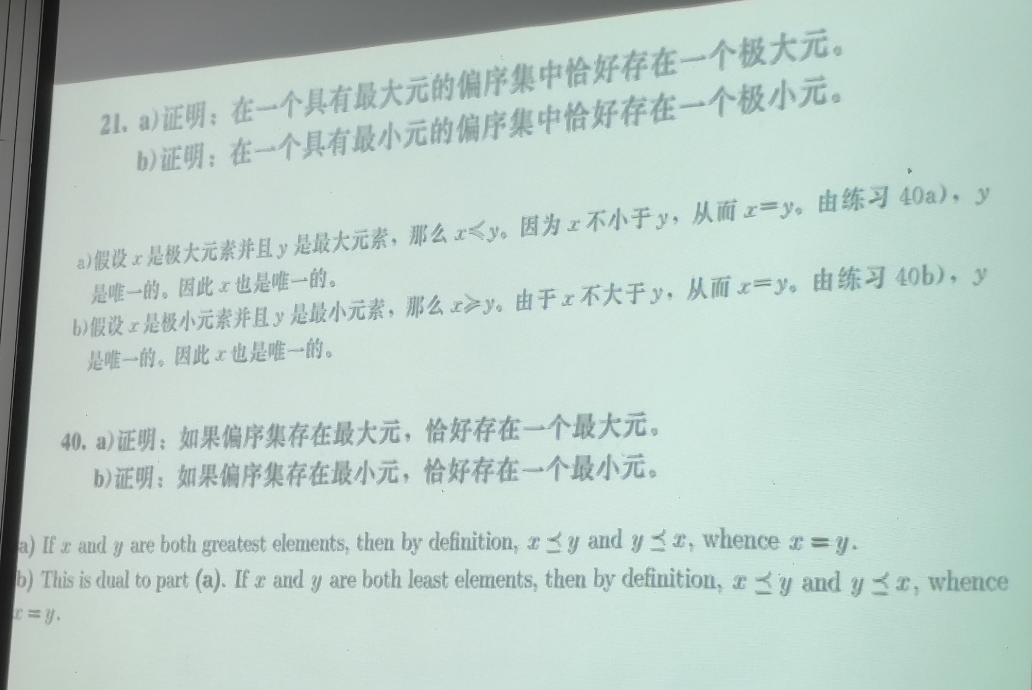 21. a)证明：在一个具有最大元的偏序集中恰好存在一个极大元。
b)证明：在一个具有最小元的偏序集中恰好存在一个极小元。
a)假设 x 是极大元素并且 y 是最大元素，那么 x⩽y。因为 x 不小于 y，从而 x=y。由练习 40a)，y
是唯一的。因此 x 也是唯一的。
b)假设 x 是极小元素并且 y 是最小元素，那么 x⩾y。由于 x 不大于 y，从而 x=y。由练习 40b)，y
是唯一的。因此 x 也是唯一的。
40. a)证明：如果偏序集存在最大元，恰好存在一个最大元。
b)证明：如果偏序集存在最小元，恰好存在一个最小元。
a) If x and y are both greatest elements, then by definition, x ⪯ y and y ⪯ x, whence x = y.
b) This is dual to part (a). If x and y are both least elements, then by definition, x ⪯ y and y ⪯ x, whence
x = y.